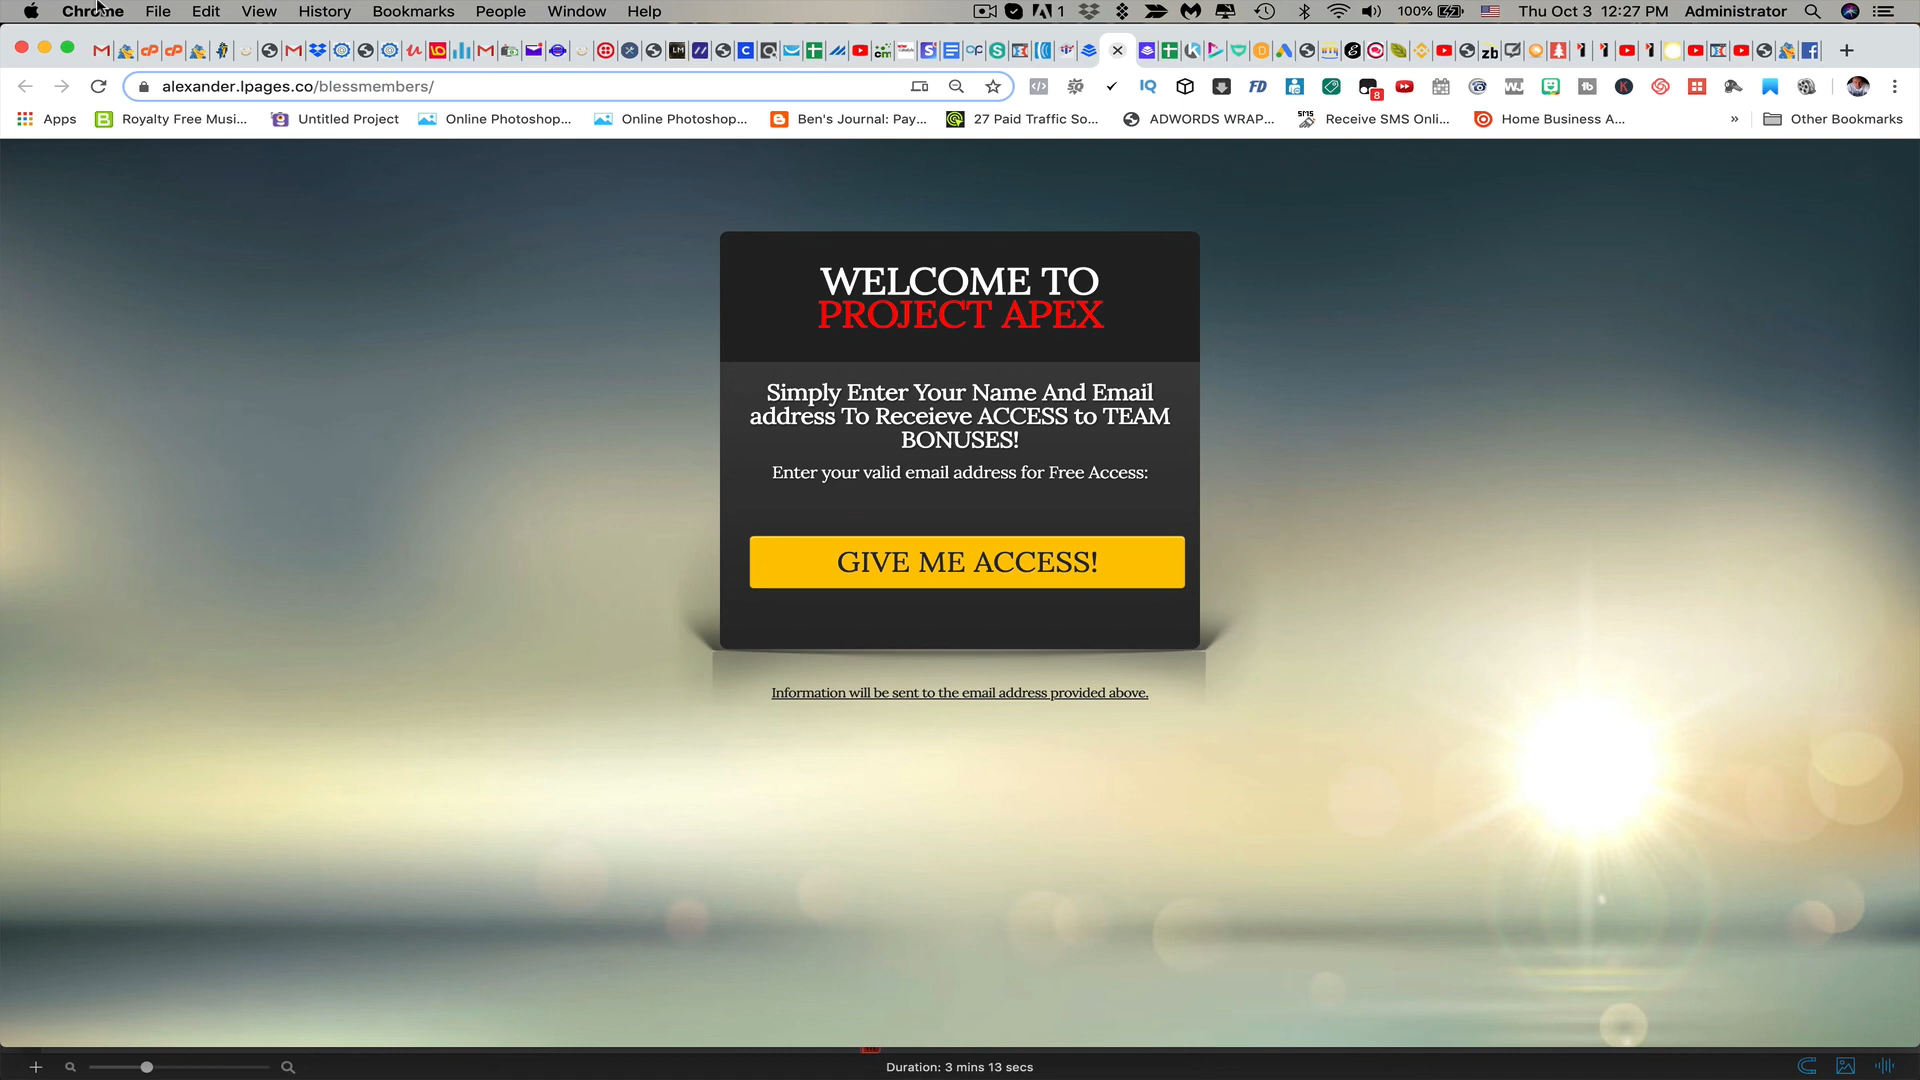 Chrome File Edit View History Bookmarks People Window Help 1 100% Thu Oct 3 12:27 PM Administrator
alexander.lpages.co/blessmembers/ 8
Apps Royalty Free Musi... Untitled Project Online Photoshop... Online Photoshop... Ben's Journal: Pay... 27 Paid Traffic So... ADWORDS WRAP... Receive SMS Onli... Home Business A... » Other Bookmarks
WELCOME TO
PROJECT APEX
Simply Enter Your Name And Email
address To Receieve ACCESS to TEAM
BONUSES!
Enter your valid email address for Free Access:
GIVE ME ACCESS!
Information will be sent to the email address provided above.
Duration: 3 mins 13 secs